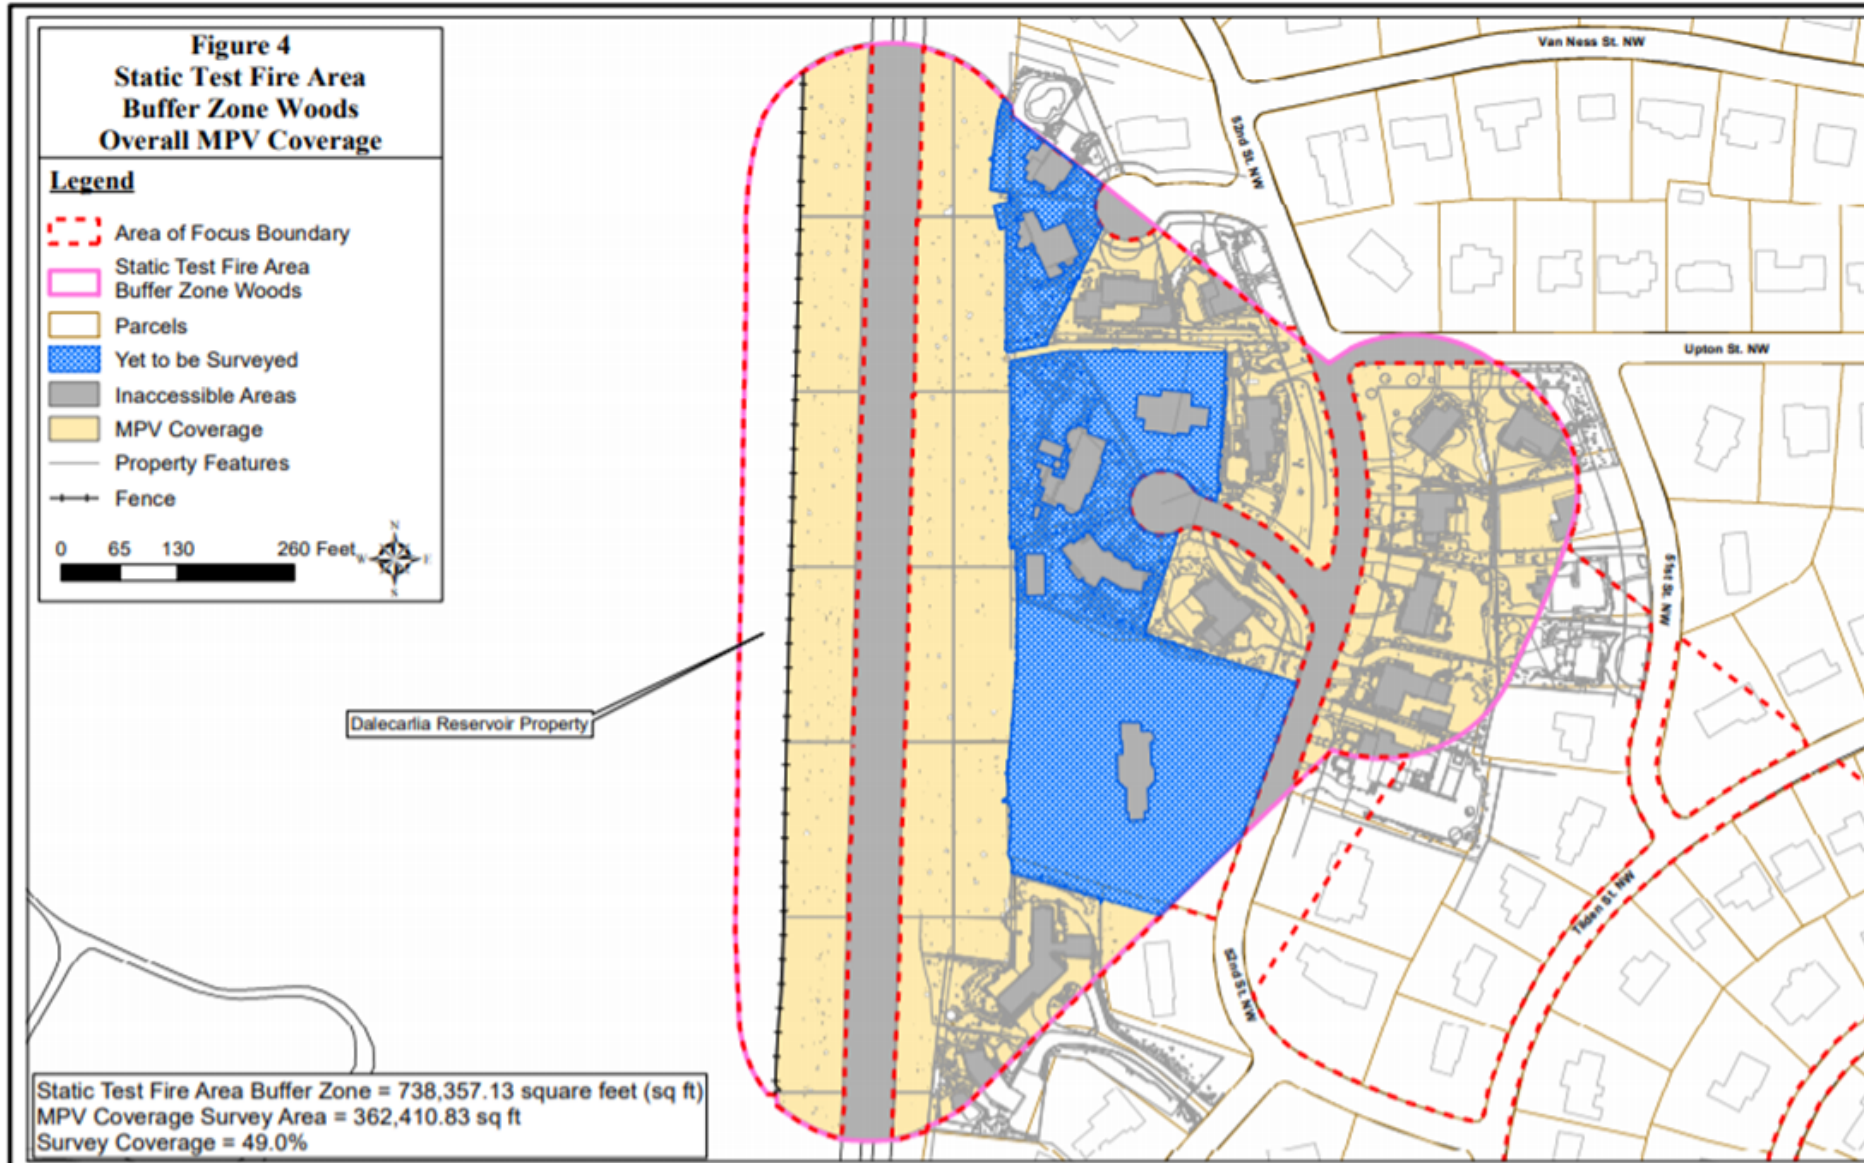 Figure 4
Static Test Fire Area
Buffer Zone Woods
Overall MPV Coverage
Legend
Area of Focus Boundary
Static Test Fire Area
Buffer Zone Woods
Parcels
Yet to be Surveyed
Inaccessible Areas
MPV Coverage
Property Features
Fence
0 65 130 260 Feet
N
W E
S
Van Ness St. NW
52nd St. NW
Upton St. NW
51st St. NW
Dalecarlia Reservoir Property
Tilden St. NW
52nd St. NW
Static Test Fire Area Buffer Zone = 738,357.13 square feet (sq ft)
MPV Coverage Survey Area = 362,410.83 sq ft
Survey Coverage = 49.0%